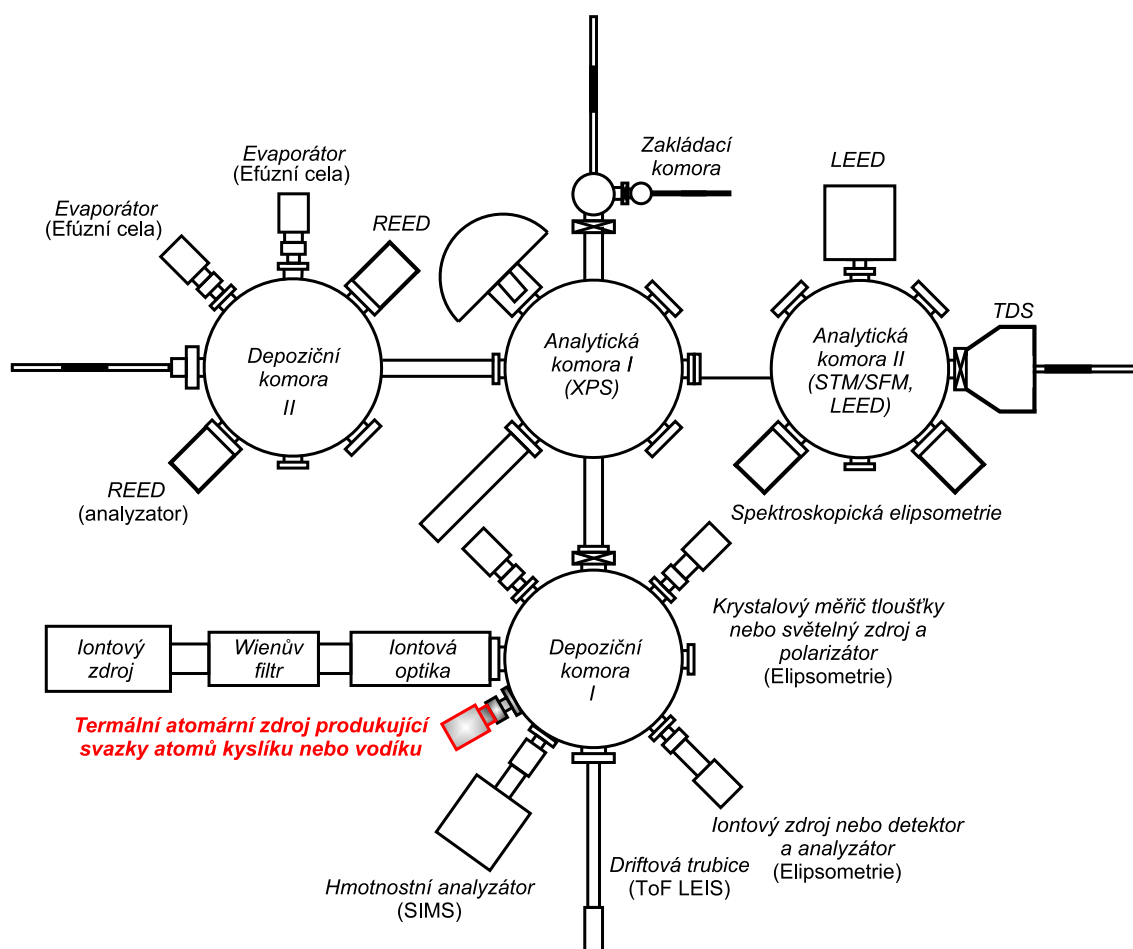 Zakládací
komora
LEED
Evaporátor
(Efúzní cela)
Evaporátor
(Efúzní cela)
REED
TDS
Depoziční
komora
II
Analytická
komora I
(XPS)
Analytická
komora II
(STM/SFM,
LEED)
REED
(analyzator)
Spektroskopická elipsometrie
Krystalový měřič tloušťky
nebo světelný zdroj a
polarizátor
(Elipsometrie)
Iontový
zdroj
Wienův
filtr
Iontová
optika
Depoziční
komora
I
Termální atomární zdroj produkující
svazky atomů kyslíku nebo vodíku
Iontový zdroj nebo detektor
a analyzátor
(Elipsometrie)
Driftová trubice
(ToF LEIS)
Hmotnostní analyzátor
(SIMS)